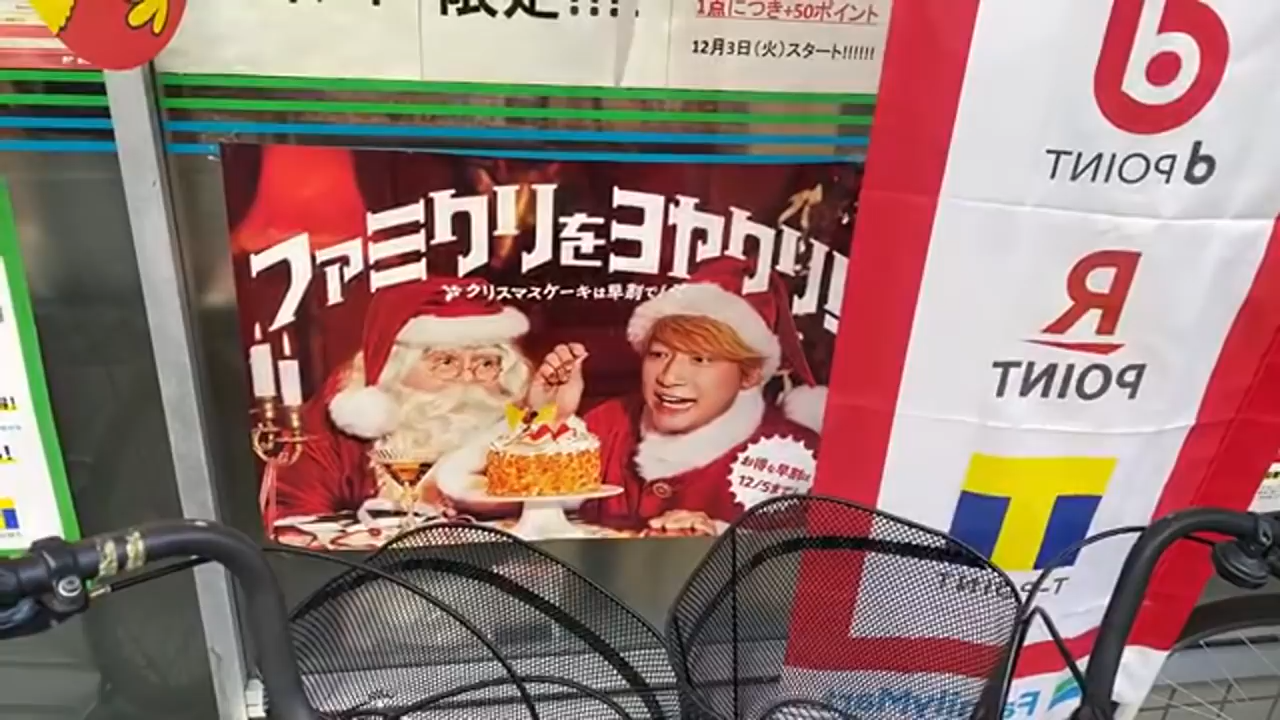 限定!!!!
1点につき+50ポイント
12月3日(火)スタート!!!!!!
ファミクリをヨヤクリ!
クリスマスケーキは早割で
お得な早割は
12/5まで!
d POINT
R
POINT
T
T-POINT
FamilyMart